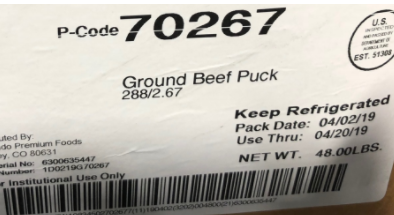 P-Code 70267
U.S.
INSPECTED
AND PASSED BY
DEPARTMENT OF
AGRICULTURE
EST. 51308
Ground Beef Puck
288/2.67
Keep Refrigerated
Pack Date: 04/02/19
Use Thru: 04/20/19
NET WT. 48.00LBS.
uted By:
do Premium Foods
ey, CO 80631
erial No: 6300635447
Number: 1D0219G70267
r Institutional Use Only